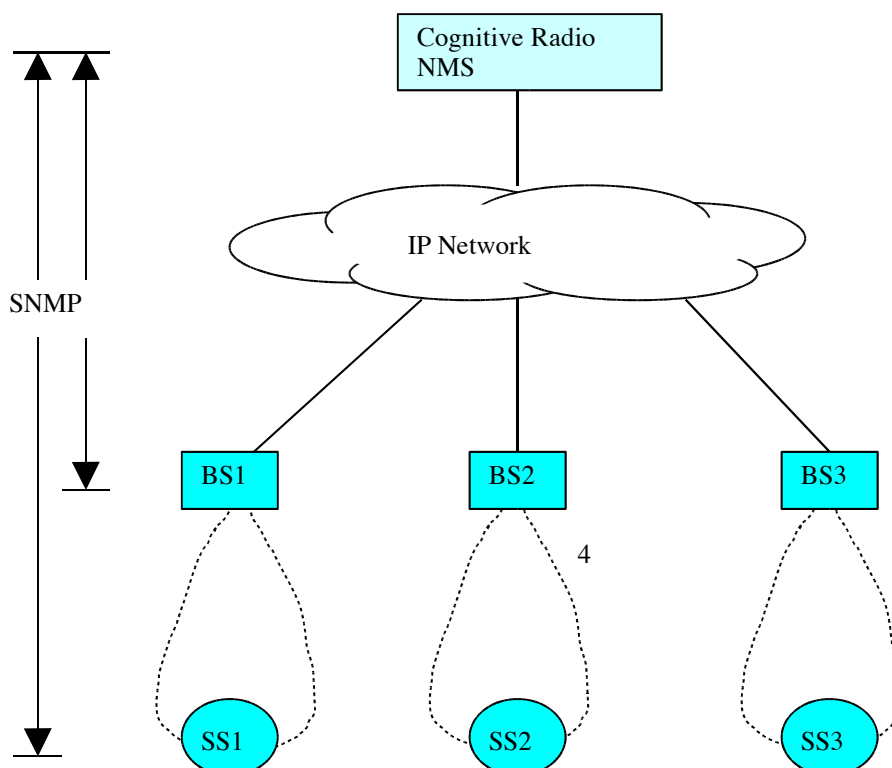 Cognitive Radio
NMS
IP Network
SNMP
BS1
BS2
BS3
4
SS1
SS2
SS3